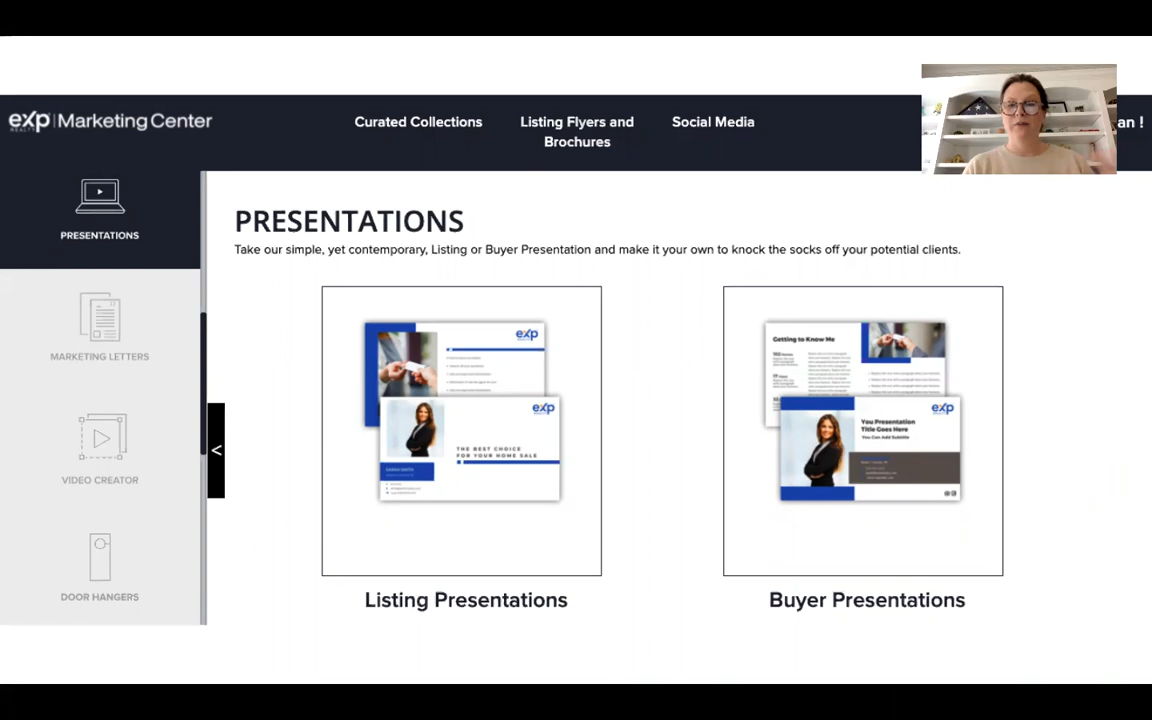 exp | Marketing Center
REALTY
Curated Collections
Listing Flyers and
Brochures
Social Media
an !
PRESENTATIONS
MARKETING LETTERS
VIDEO CREATOR
DOOR HANGERS
<
PRESENTATIONS
Take our simple, yet contemporary, Listing or Buyer Presentation and make it your own to knock the socks off your potential clients.
exp
exp
THE BEST CHOICE
FOR YOUR HOME SALE
Listing Presentations
Getting to Know Me
exp
You Presentation
Title Goes Here
You Can Add Subtitle
Buyer Presentations